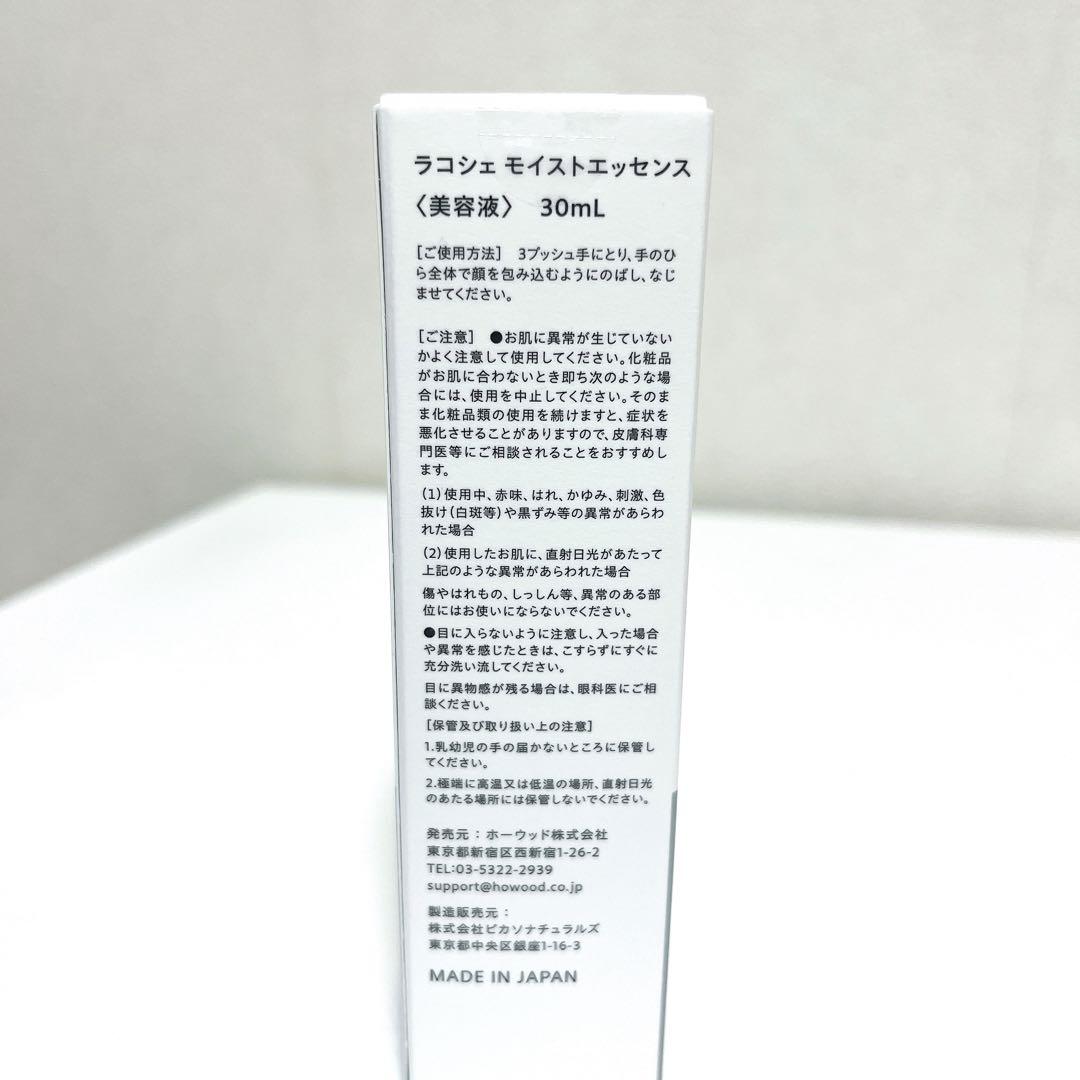 ラコシェ モイストエッセンス
〈美容液〉 30mL
［ご使用方法］ 3プッシュ手にとり、手のひ
ら全体で顔を包み込むようにのばし、なじ
ませてください。
［ご注意］ ●お肌に異常が生じていない
かよく注意して使用してください。化粧品
がお肌に合わないとき即ち次のような場
合には、使用を中止してください。そのま
ま化粧品類の使用を続けますと、症状を
悪化させることがありますので、皮膚科専
門医等にご相談されることをおすすめし
ます。
(1)使用中、赤味、はれ、かゆみ、刺激、色
抜け(白斑等)や黒ずみ等の異常があらわ
れた場合
(2)使用したお肌に、直射日光があたって
上記のような異常があらわれた場合
傷やはれもの、しっしん等、異常のある部
位にはお使いにならないでください。
●目に入らないように注意し、入った場合
や異常を感じたときは、こすらずにすぐに
充分洗い流してください。
目に異物感が残る場合は、眼科医にご相
談ください。
［保管及び取り扱い上の注意］
1.乳幼児の手の届かないところに保管し
てください。
2.極端に高温又は低温の場所、直射日光
のあたる場所には保管しないでください。
発売元：ホーウッド株式会社
東京都新宿区西新宿1-26-2
TEL:03-5322-2939
support@howood.co.jp
製造販売元：
株式会社ピカソナチュラルズ
東京都中央区銀座1-16-3
MADE IN JAPAN